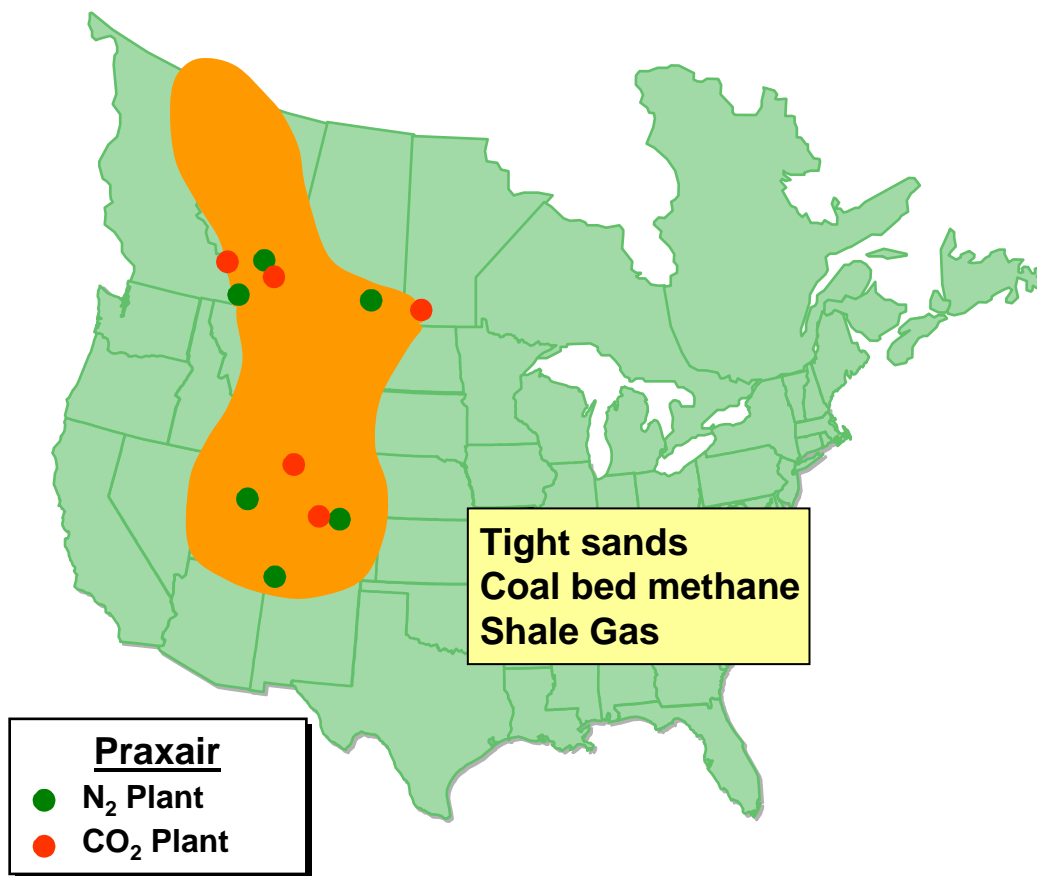 Tight sands
Coal bed methane
Shale Gas
Praxair
N₂ Plant
CO₂ Plant